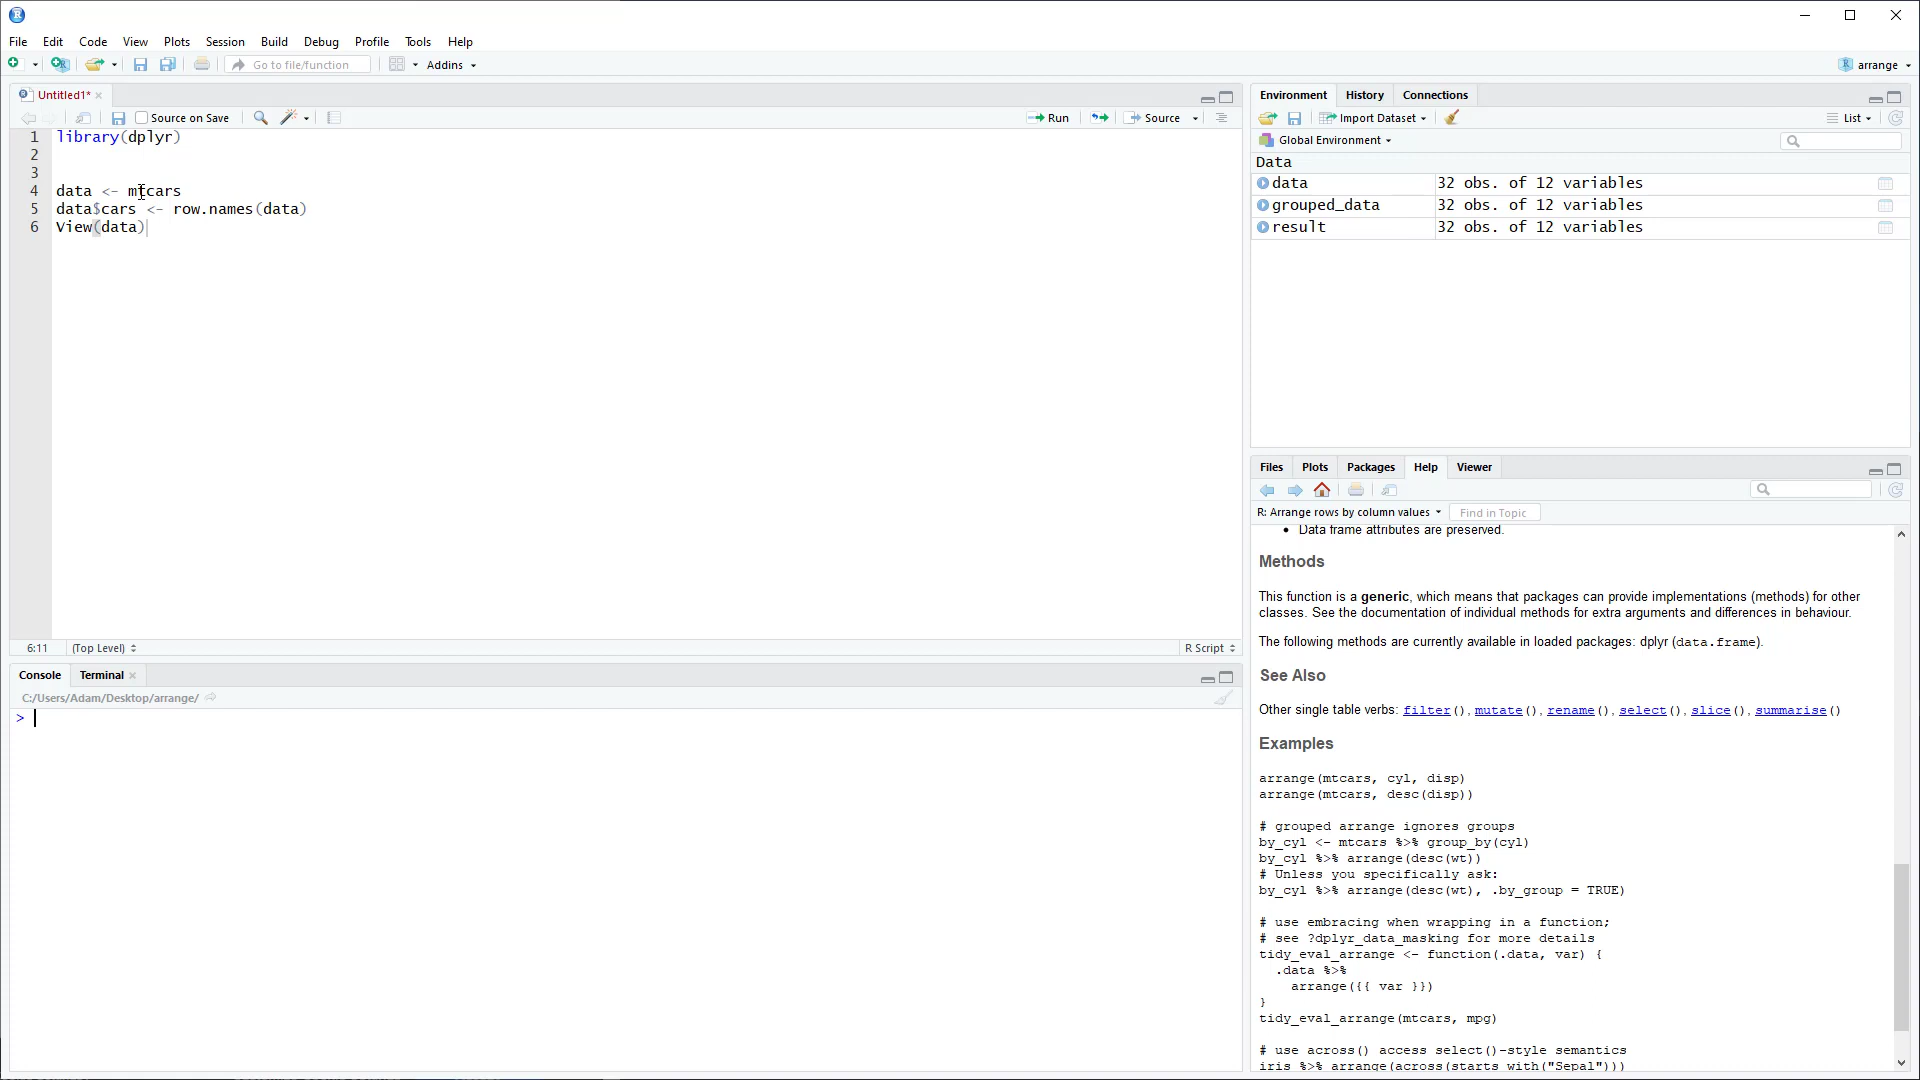 File Edit Code View Plots Session Build Debug Profile Tools Help
Go to file/function Addins arrange
Untitled1*
Source on Save Run Source
1 library(dplyr)
2
3
4 data <- mtcars
5 data$cars <- row.names(data)
6 View(data)
6:11 (Top Level) R Script
Console Terminal
C:/Users/Adam/Desktop/arrange/
>
Environment History Connections
Import Dataset List
Global Environment
Data
data 32 obs. of 12 variables
grouped_data 32 obs. of 12 variables
result 32 obs. of 12 variables
Files Plots Packages Help Viewer
R: Arrange rows by column values Find in Topic
• Data frame attributes are preserved.
Methods
This function is a generic, which means that packages can provide implementations (methods) for other
classes. See the documentation of individual methods for extra arguments and differences in behaviour.
The following methods are currently available in loaded packages: dplyr (data.frame).
See Also
Other single table verbs: filter(), mutate(), rename(), select(), slice(), summarise()
Examples
arrange(mtcars, cyl, disp)
arrange(mtcars, desc(disp))
# grouped arrange ignores groups
by_cyl <- mtcars %>% group_by(cyl)
by_cyl %>% arrange(desc(wt))
# Unless you specifically ask:
by_cyl %>% arrange(desc(wt), .by_group = TRUE)
# use embracing when wrapping in a function;
# see ?dplyr_data_masking for more details
tidy_eval_arrange <- function(.data, var) {
.data %>%
arrange({{ var }})
}
tidy_eval_arrange(mtcars, mpg)
# use across() access select()-style semantics
iris %>% arrange(across(starts_with("Sepal")))